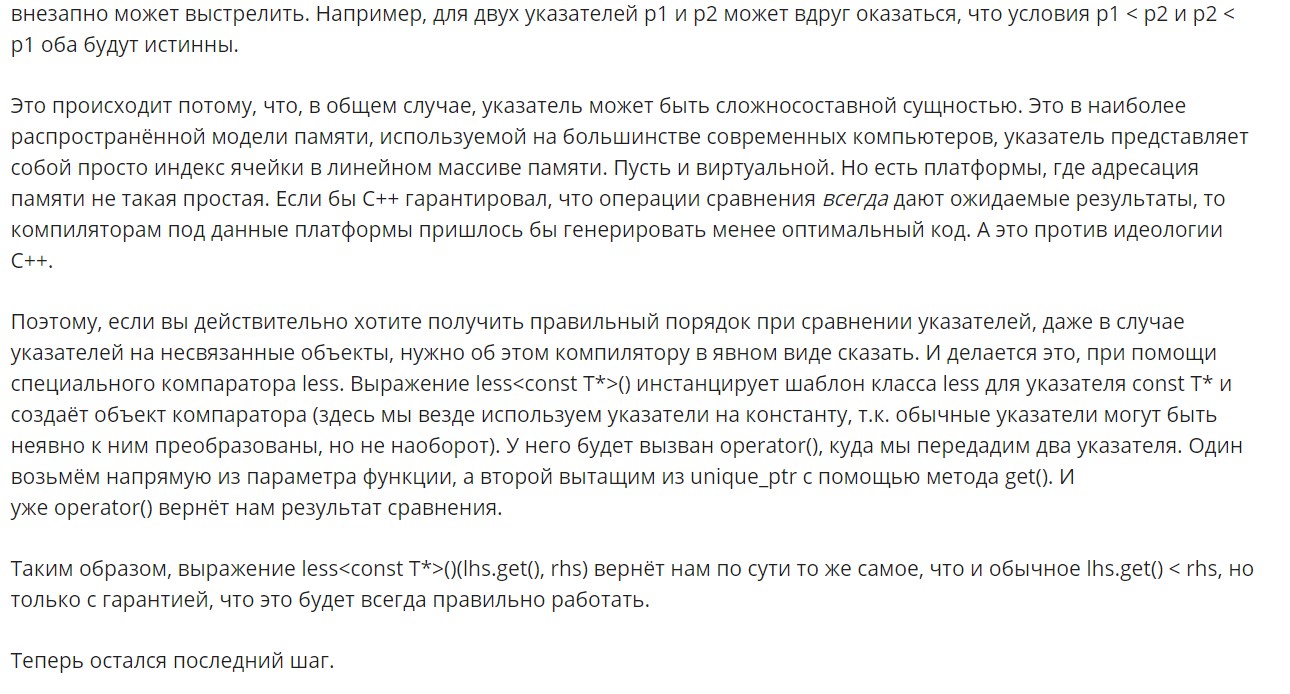 внезапно может выстрелить. Например, для двух указателей p1 и p2 может вдруг оказаться, что условия p1 < p2 и p2 <
p1 оба будут истинны.
Это происходит потому, что, в общем случае, указатель может быть сложносоставной сущностью. Это в наиболее
распространённой модели памяти, используемой на большинстве современных компьютеров, указатель представляет
собой просто индекс ячейки в линейном массиве памяти. Пусть и виртуальной. Но есть платформы, где адресация
памяти не такая простая. Если бы C++ гарантировал, что операции сравнения всегда дают ожидаемые результаты, то
компиляторам под данные платформы пришлось бы генерировать менее оптимальный код. А это против идеологии
C++.
Поэтому, если вы действительно хотите получить правильный порядок при сравнении указателей, даже в случае
указателей на несвязанные объекты, нужно об этом компилятору в явном виде сказать. И делается это, при помощи
специального компаратора less. Выражение less<const T*>() инстанцирует шаблон класса less для указателя const T* и
создаёт объект компаратора (здесь мы везде используем указатели на константу, т.к. обычные указатели могут быть
неявно к ним преобразованы, но не наоборот). У него будет вызван operator(), куда мы передадим два указателя. Один
возьмём напрямую из параметра функции, а второй вытащим из unique_ptr с помощью метода get(). И
уже operator() вернёт нам результат сравнения.
Таким образом, выражение less<const T*>()(lhs.get(), rhs) вернёт нам по сути то же самое, что и обычное lhs.get() < rhs, но
только с гарантией, что это будет всегда правильно работать.
Теперь остался последний шаг.